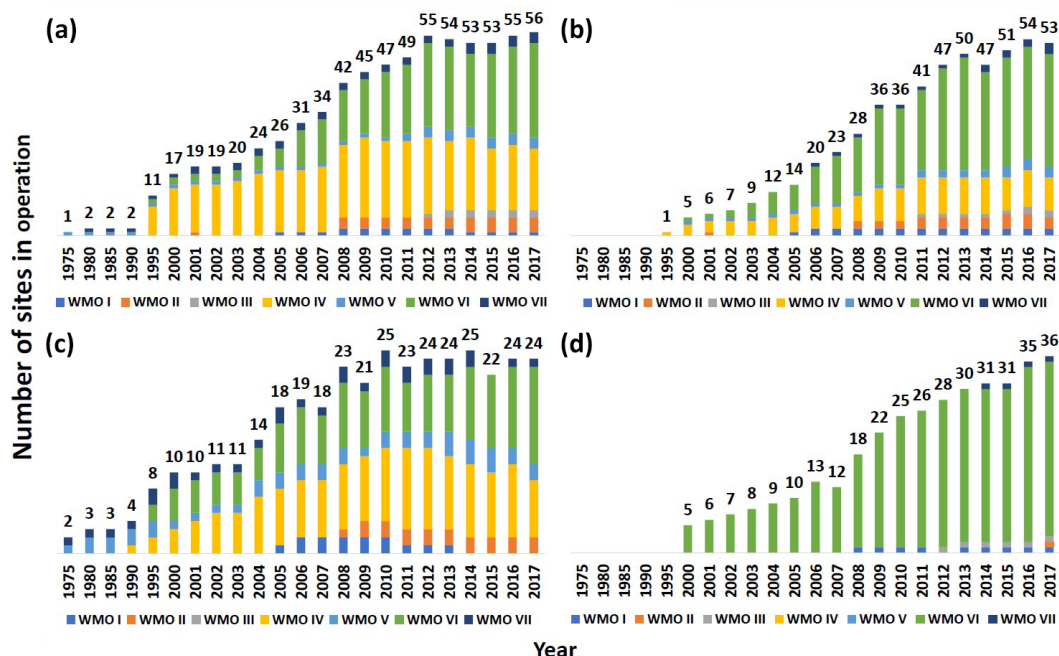 Number of sites in operation
(a)
1 2 2 2 11 17 19 19 20 24 26 31 34 42 45 47 49 55 54 53 53 55 56
1975 1980 1985 1990 1995 2000 2001 2002 2003 2004 2005 2006 2007 2008 2009 2010 2011 2012 2013 2014 2015 2016 2017
WMO I WMO II WMO III WMO IV WMO V WMO VI WMO VII
(b)
1 5 6 7 9 12 14 20 23 28 36 36 41 47 50 47 51 54 53
1975 1980 1985 1990 1995 2000 2001 2002 2003 2004 2005 2006 2007 2008 2009 2010 2011 2012 2013 2014 2015 2016 2017
WMO I WMO II WMO III WMO IV WMO V WMO VI WMO VII
(c)
2 3 3 4 8 10 10 11 11 14 18 19 18 23 21 25 23 24 24 25 22 24 24
1975 1980 1985 1990 1995 2000 2001 2002 2003 2004 2005 2006 2007 2008 2009 2010 2011 2012 2013 2014 2015 2016 2017
WMO I WMO II WMO III WMO IV WMO V WMO VI WMO VII
(d)
5 6 7 8 9 10 13 12 18 22 25 26 28 30 31 31 35 36
1975 1980 1985 1990 1995 2000 2001 2002 2003 2004 2005 2006 2007 2008 2009 2010 2011 2012 2013 2014 2015 2016 2017
WMO I WMO II WMO III WMO IV WMO V WMO VI WMO VII
Year